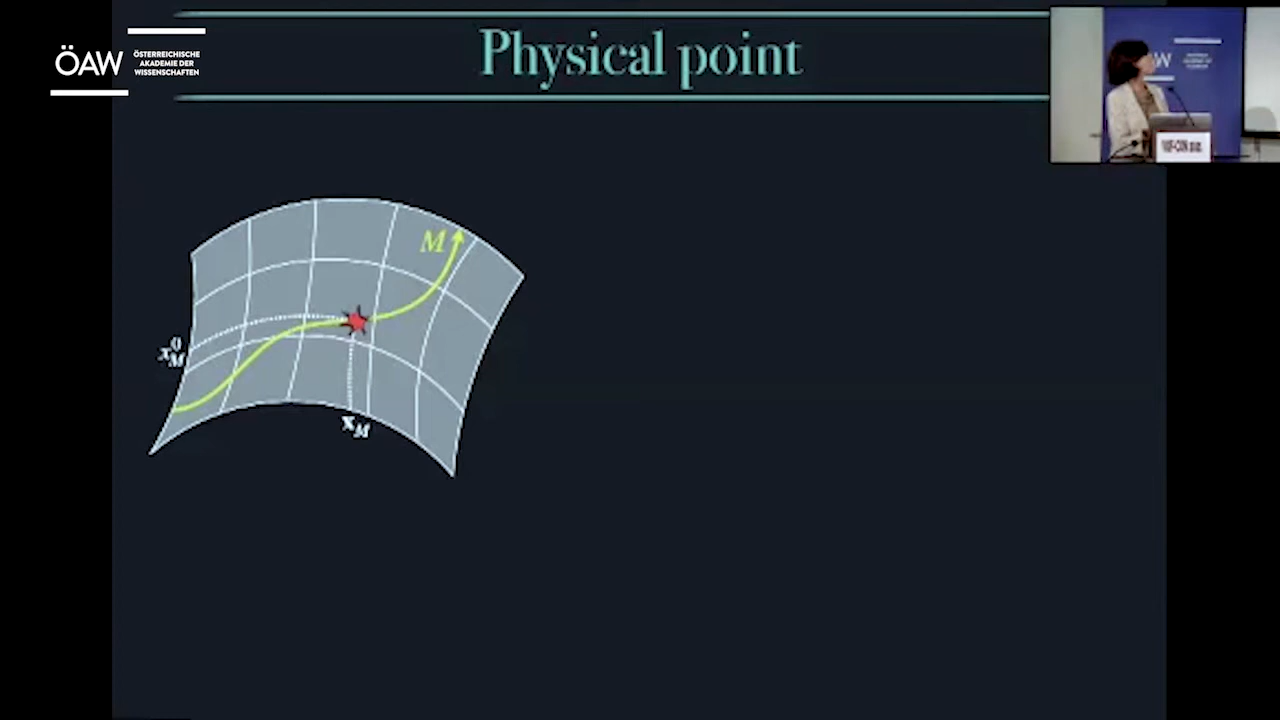 Physical point
ÖAW
ÖSTERREICHISCHE
AKADEMIE DER
WISSENSCHAFTEN
M
x⁰_M
x_M